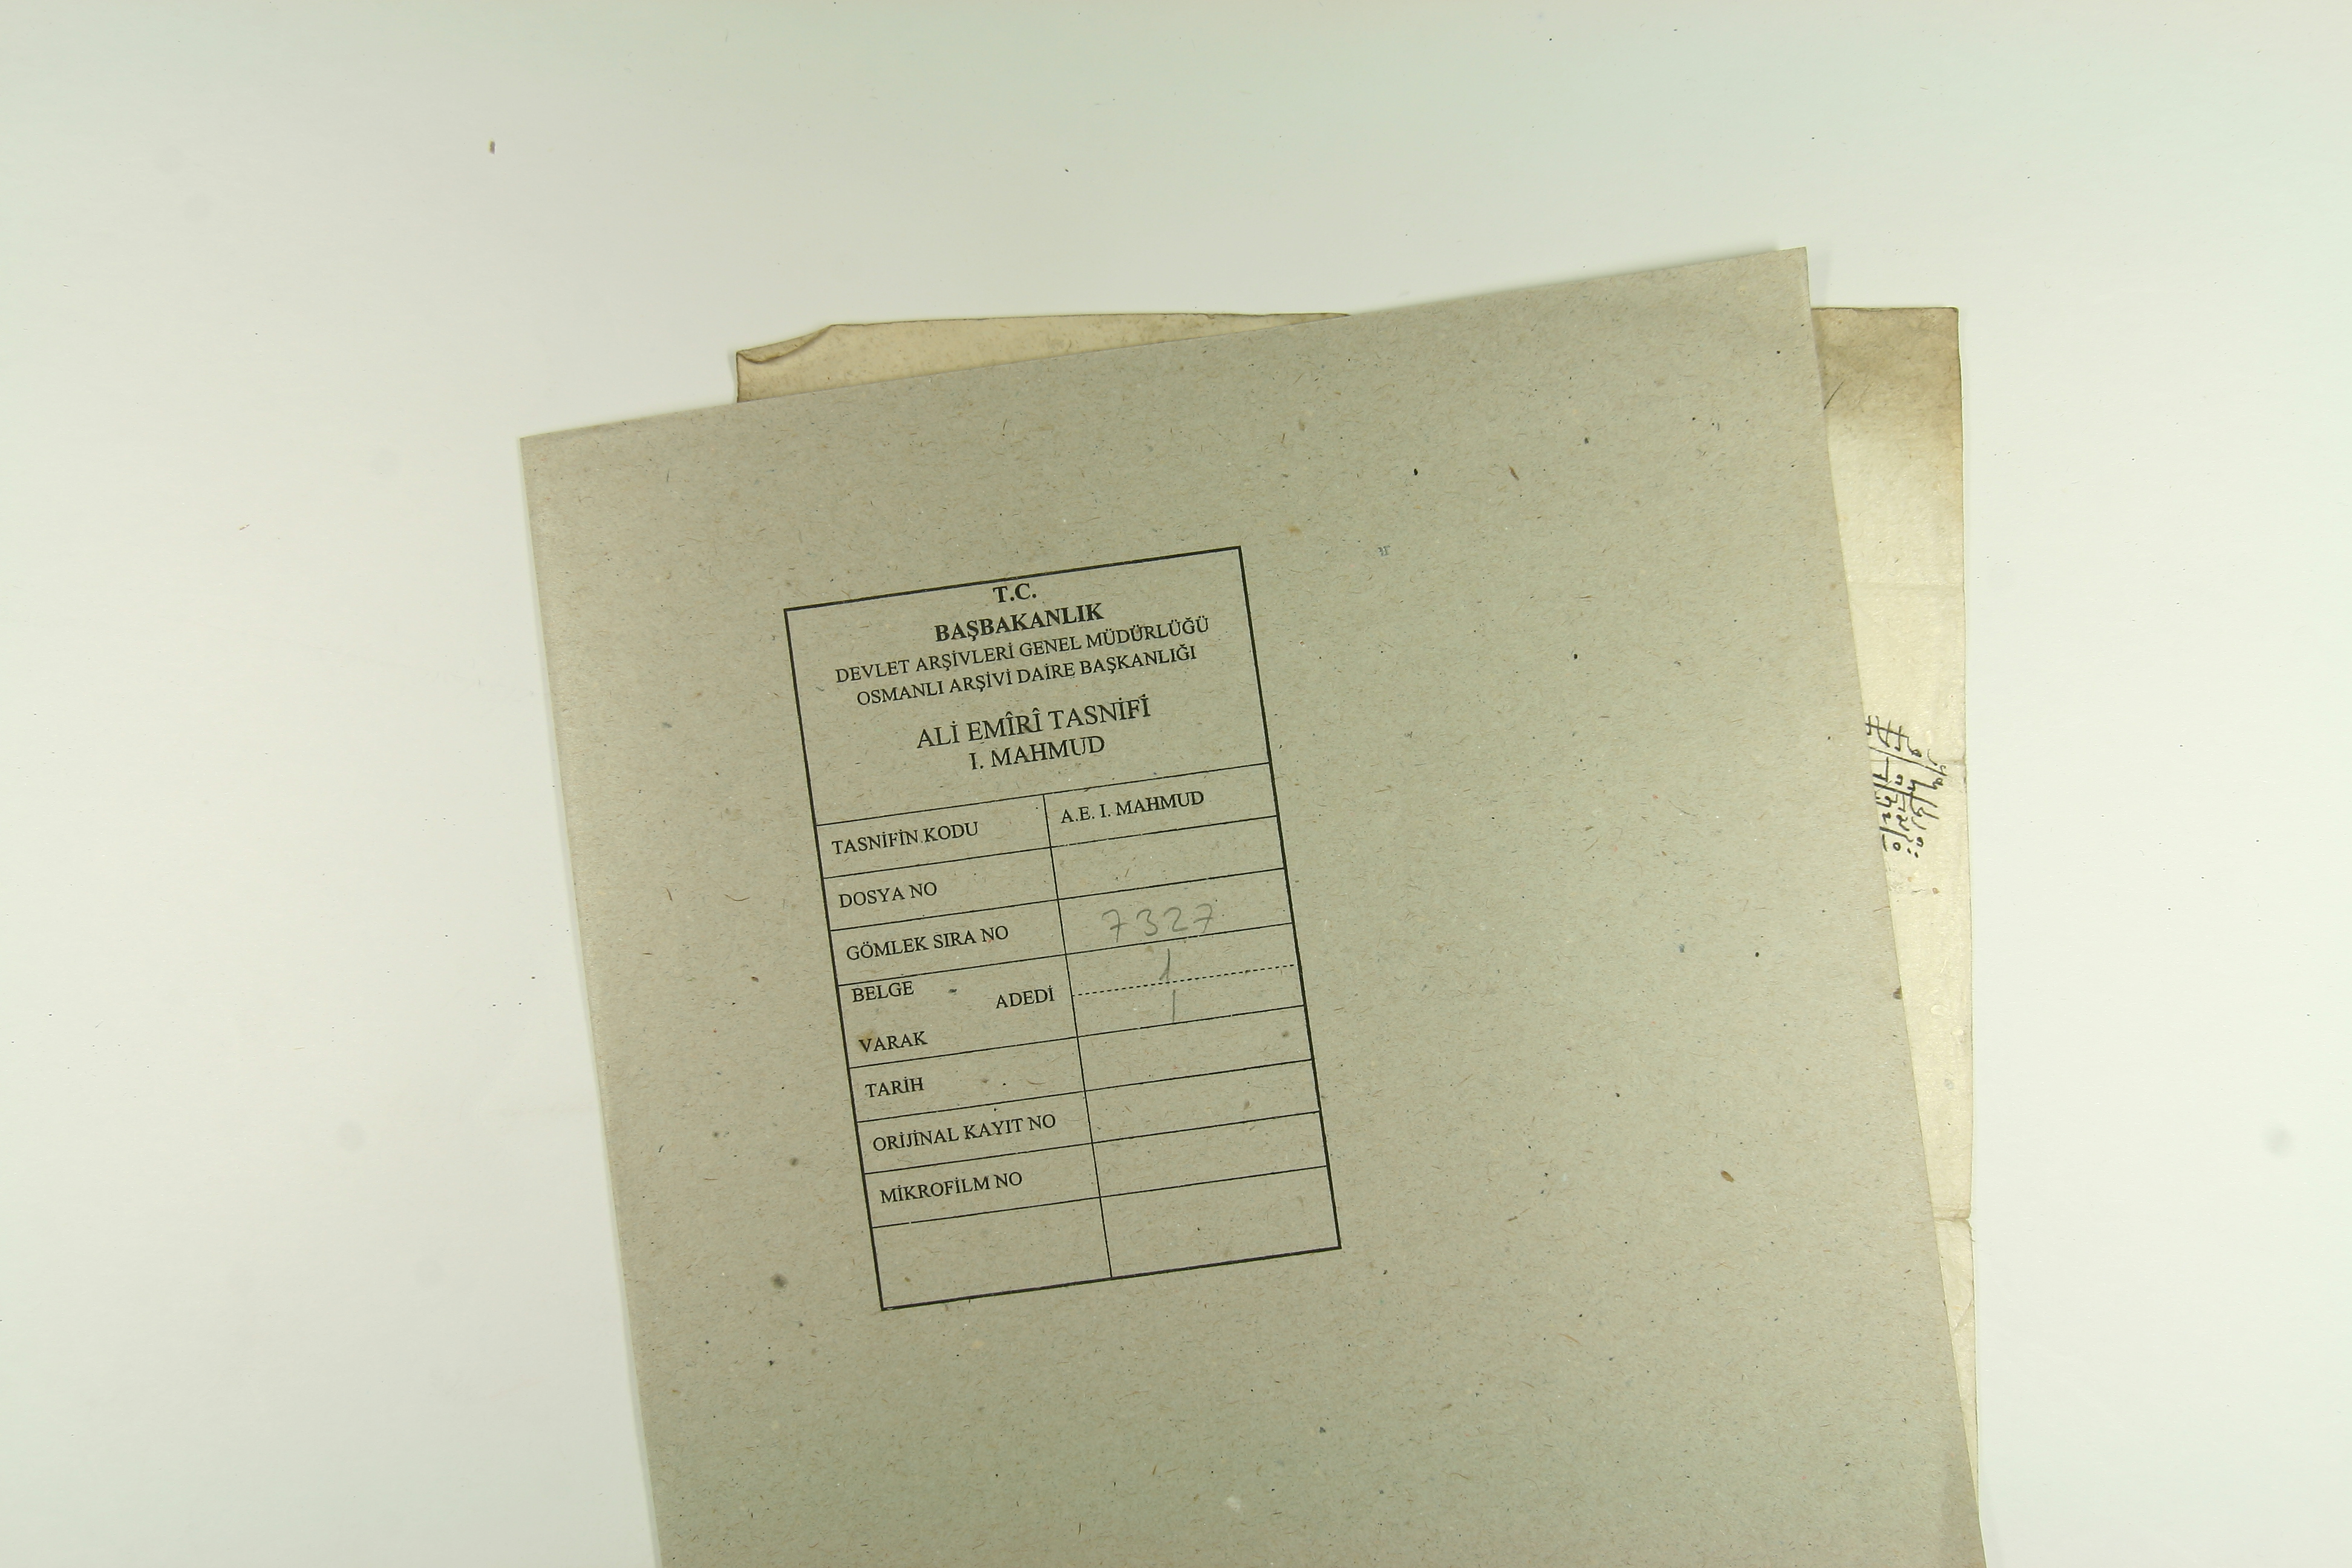 T.C.
BAŞBAKANLIK
DEVLET ARŞİVLERİ GENEL MÜDÜRLÜĞÜ
OSMANLI ARŞİVİ DAİRE BAŞKANLIĞI
ALİ EMÎRÎ TASNİFİ
I. MAHMUD
TASNİFİN KODU A.E. I. MAHMUD
DOSYA NO
GÖMLEK SIRA NO 7327
BELGE 1
ADEDİ
VARAK 1
TARİH
ORİJİNAL KAYIT NO
MİKROFİLM NO